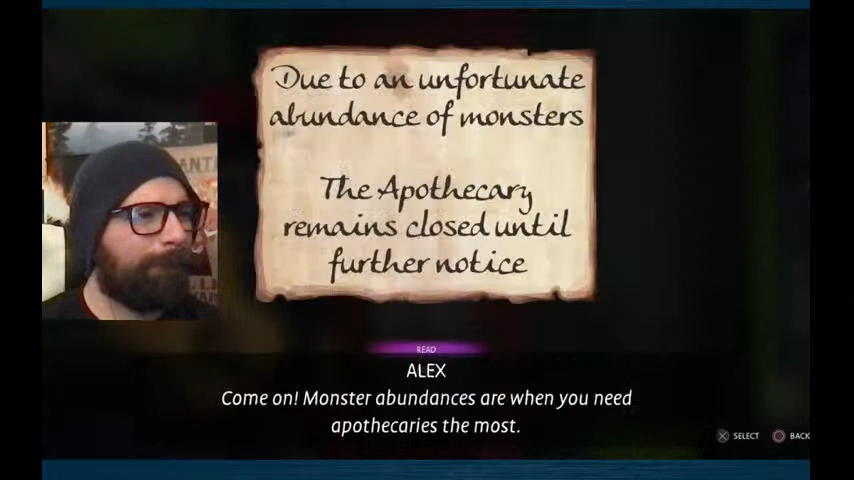 Due to an unfortunate
abundance of monsters
The Apothecary
remains closed until
further notice
READ
ALEX
Come on! Monster abundances are when you need
apothecaries the most.
SELECT
BACK